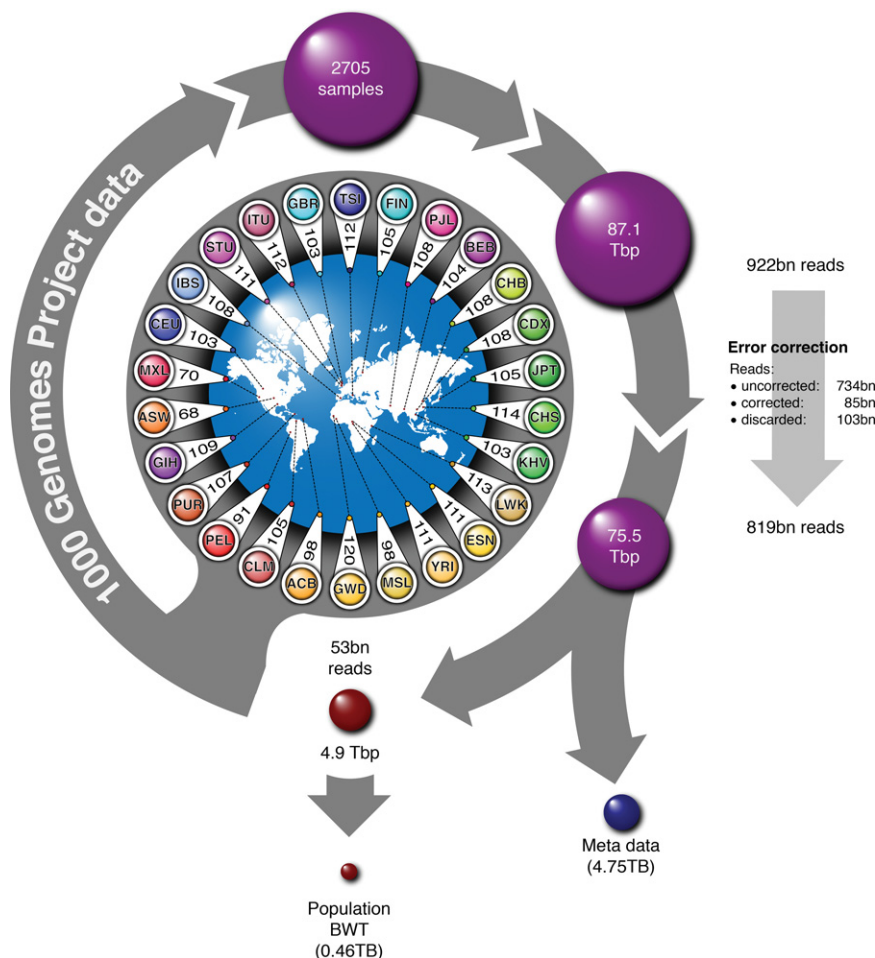 2705
samples
1000 Genomes Project data
87.1
Tbp
922bn reads
Error correction
Reads:
• uncorrected: 734bn
• corrected: 85bn
• discarded: 103bn
819bn reads
75.5
Tbp
TSI
112
FIN
105
PJL
108
BEB
104
CHB
108
CDX
108
JPT
105
CHS
114
KHV
103
LWK
113
ESN
111
YRI
111
MSL
98
GWD
120
ACB
98
CLM
105
PEL
91
PUR
107
GIH
109
ASW
68
MXL
70
CEU
103
IBS
108
STU
111
ITU
112
GBR
103
53bn
reads
4.9 Tbp
Meta data
(4.75TB)
Population
BWT
(0.46TB)